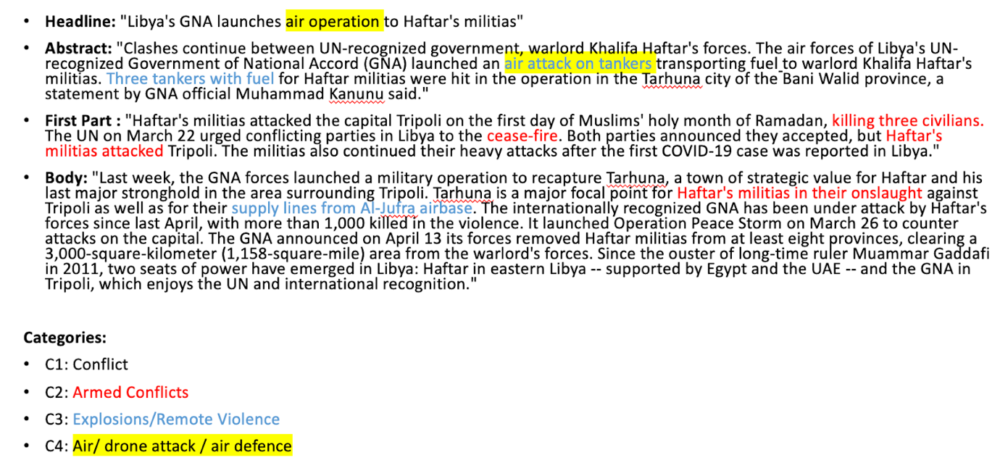 • Headline: "Libya's GNA launches air operation to Haftar's militias"
• Abstract: "Clashes continue between UN-recognized government, warlord Khalifa Haftar's forces. The air forces of Libya's UN-
recognized Government of National Accord (GNA) launched an air attack on tankers transporting fuel to warlord Khalifa Haftar's
militias. Three tankers with fuel for Haftar militias were hit in the operation in the Tarhuna city of the Bani Walid province, a
statement by GNA official Muhammad Kanunu said."
• First Part : "Haftar's militias attacked the capital Tripoli on the first day of Muslims' holy month of Ramadan, killing three civilians.
The UN on March 22 urged conflicting parties in Libya to the cease-fire. Both parties announced they accepted, but Haftar's
militias attacked Tripoli. The militias also continued their heavy attacks after the first COVID-19 case was reported in Libya."
• Body: "Last week, the GNA forces launched a military operation to recapture Tarhuna, a town of strategic value for Haftar and his
last major stronghold in the area surrounding Tripoli. Tarhuna is a major focal point for Haftar's militias in their onslaught against
Tripoli as well as for their supply lines from Al-Jufra airbase. The internationally recognized GNA has been under attack by Haftar's
forces since last April, with more than 1,000 killed in the violence. It launched Operation Peace Storm on March 26 to counter
attacks on the capital. The GNA announced on April 13 its forces removed Haftar militias from at least eight provinces, clearing a
3,000-square-kilometer (1,158-square-mile) area from the warlord's forces. Since the ouster of long-time ruler Muammar Gaddafi
in 2011, two seats of power have emerged in Libya: Haftar in eastern Libya -- supported by Egypt and the UAE -- and the GNA in
Tripoli, which enjoys the UN and international recognition."
Categories:
• C1: Conflict
• C2: Armed Conflicts
• C3: Explosions/Remote Violence
• C4: Air/ drone attack / air defence